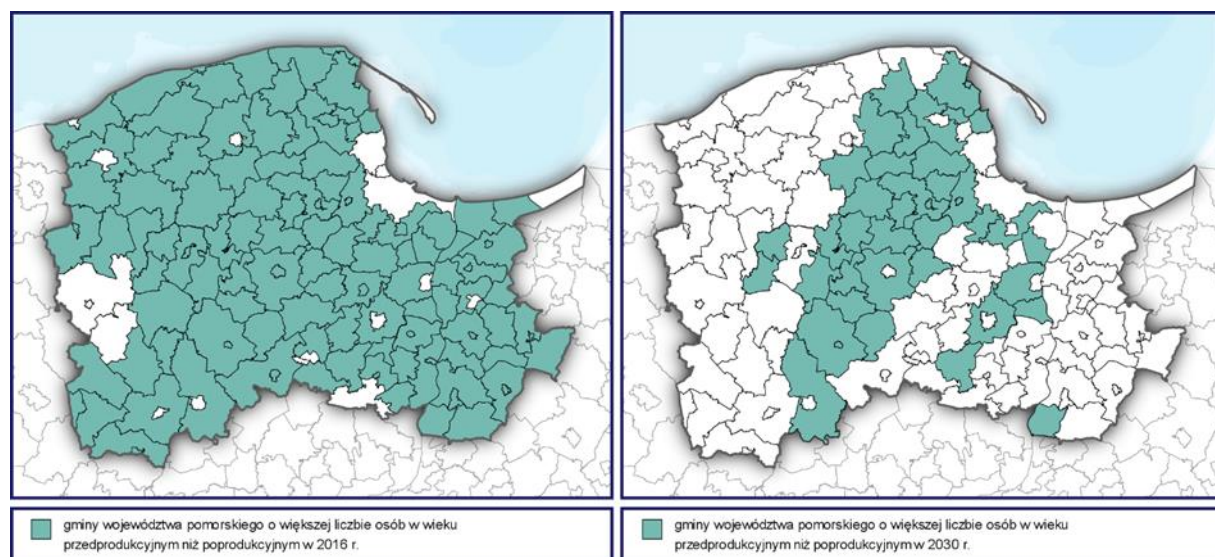 gminy województwa pomorskiego o większej liczbie osób w wieku
przedprodukcyjnym niż poprodukcyjnym w 2016 r.
gminy województwa pomorskiego o większej liczbie osób w wieku
przedprodukcyjnym niż poprodukcyjnym w 2030 r.